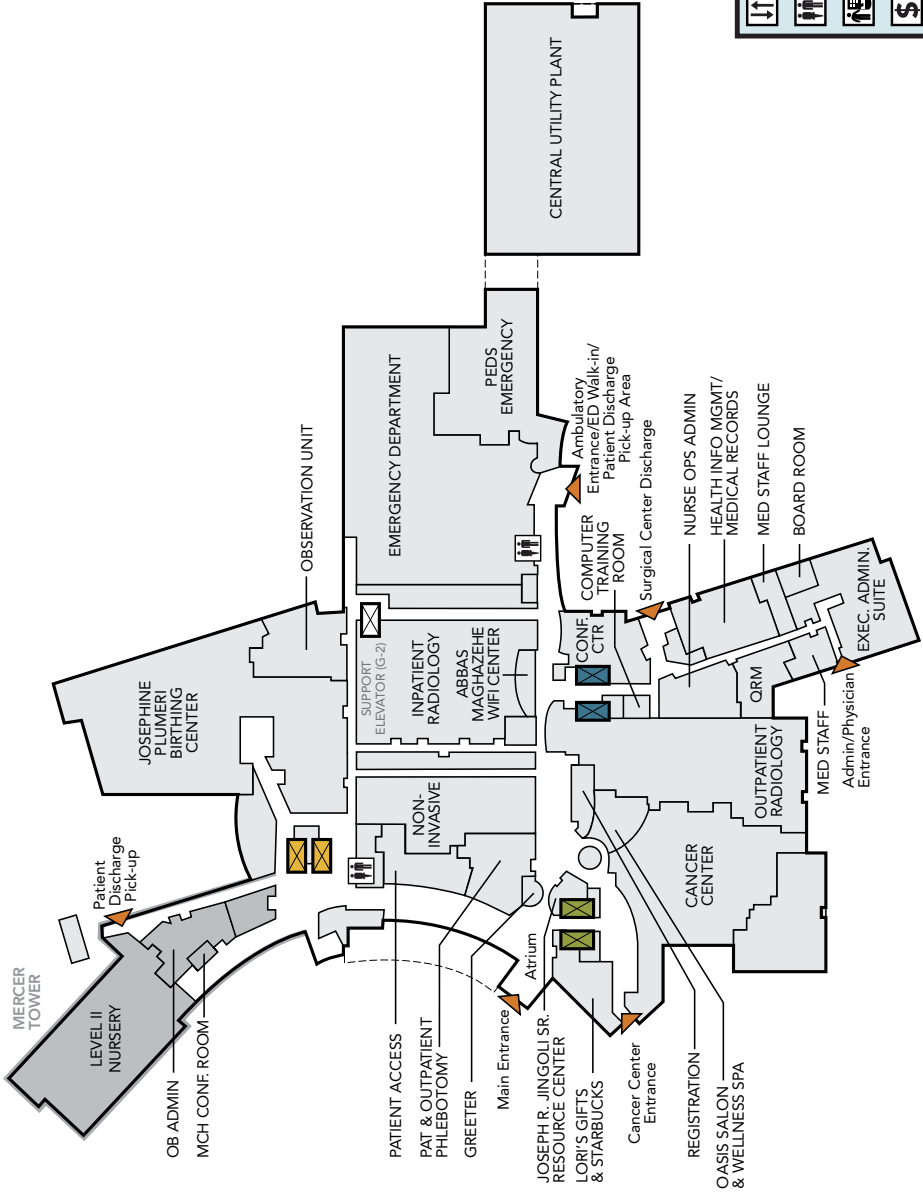 CENTRAL UTILITY PLANT
PEDS
EMERGENCY
EMERGENCY DEPARTMENT
Ambulatory
Entrance/ED Walk-in/
Patient Discharge
Pick-up Area
Surgical Center Discharge
NURSE OPS ADMIN
HEALTH INFO MGMT/
MEDICAL RECORDS
MED STAFF LOUNGE
BOARD ROOM
OBSERVATION UNIT
COMPUTER
TRAINING
ROOM
CONF.
CTR
EXEC. ADMIN.
SUITE
JOSEPHINE
PLUMERI
BIRTHING
CENTER
SUPPORT
ELEVATOR (G-2)
INPATIENT
RADIOLOGY
ABBAS
MAGHAZEHE
WIFI CENTER
QRM
MED STAFF
Admin/Physician
Entrance
OUTPATIENT
RADIOLOGY
NON-
INVASIVE
CANCER
CENTER
Patient
Discharge
Pick-up
MERCER
TOWER
LEVEL II
NURSERY
OB ADMIN
MCH CONF. ROOM
PATIENT ACCESS
PAT & OUTPATIENT
PHLEBOTOMY
GREETER
Main Entrance
Atrium
JOSEPH R. JINGOLI SR.
RESOURCE CENTER
LORI'S GIFTS
& STARBUCKS
Cancer Center
Entrance
REGISTRATION
OASIS SALON
& WELLNESS SPA
$